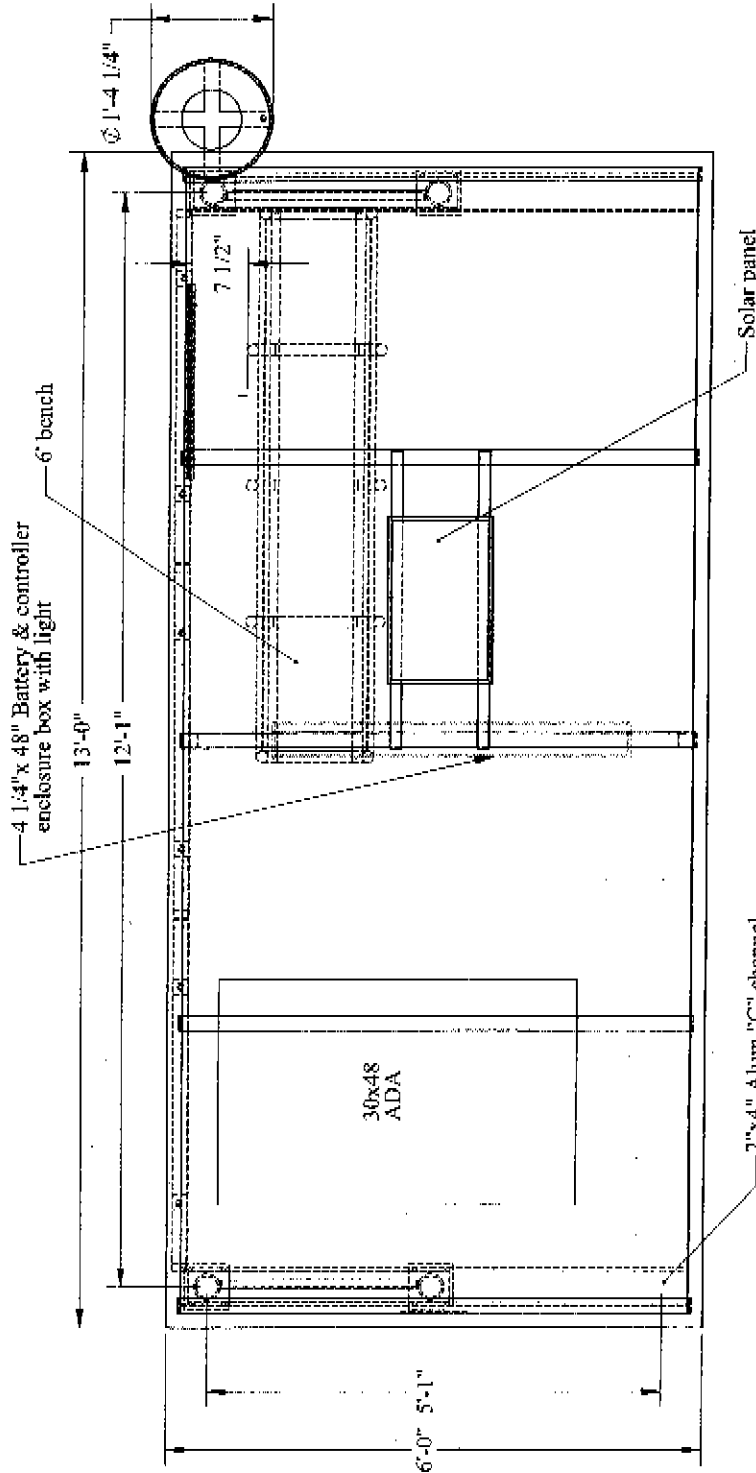 Ø 1'-4 1/4"
4 1/4"x 48" Battery & controller
enclosure box with light
13'-0"
12'-1"
6' bench
7 1/2"
Solar panel
30x48
ADA
2"x4" Alum "C" channel
5'-1"
6'-0"